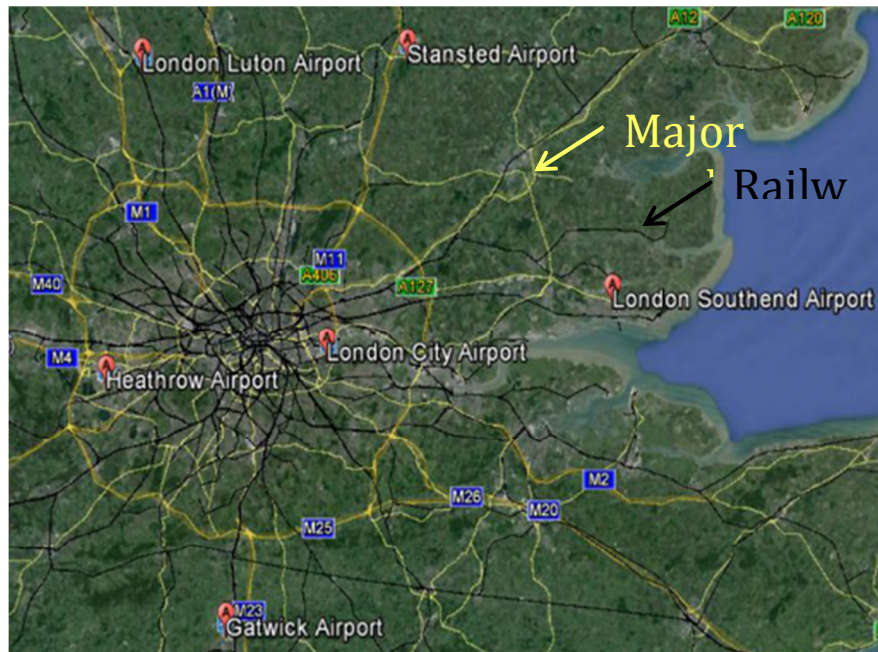 A12
A120
London Luton Airport
Stansted Airport
A1(M)
Major
Railw
M1
M11
A406
M40
A127
London Southend Airport
London City Airport
M4
Heathrow Airport
M2
M26
M20
M25
M23
Gatwick Airport